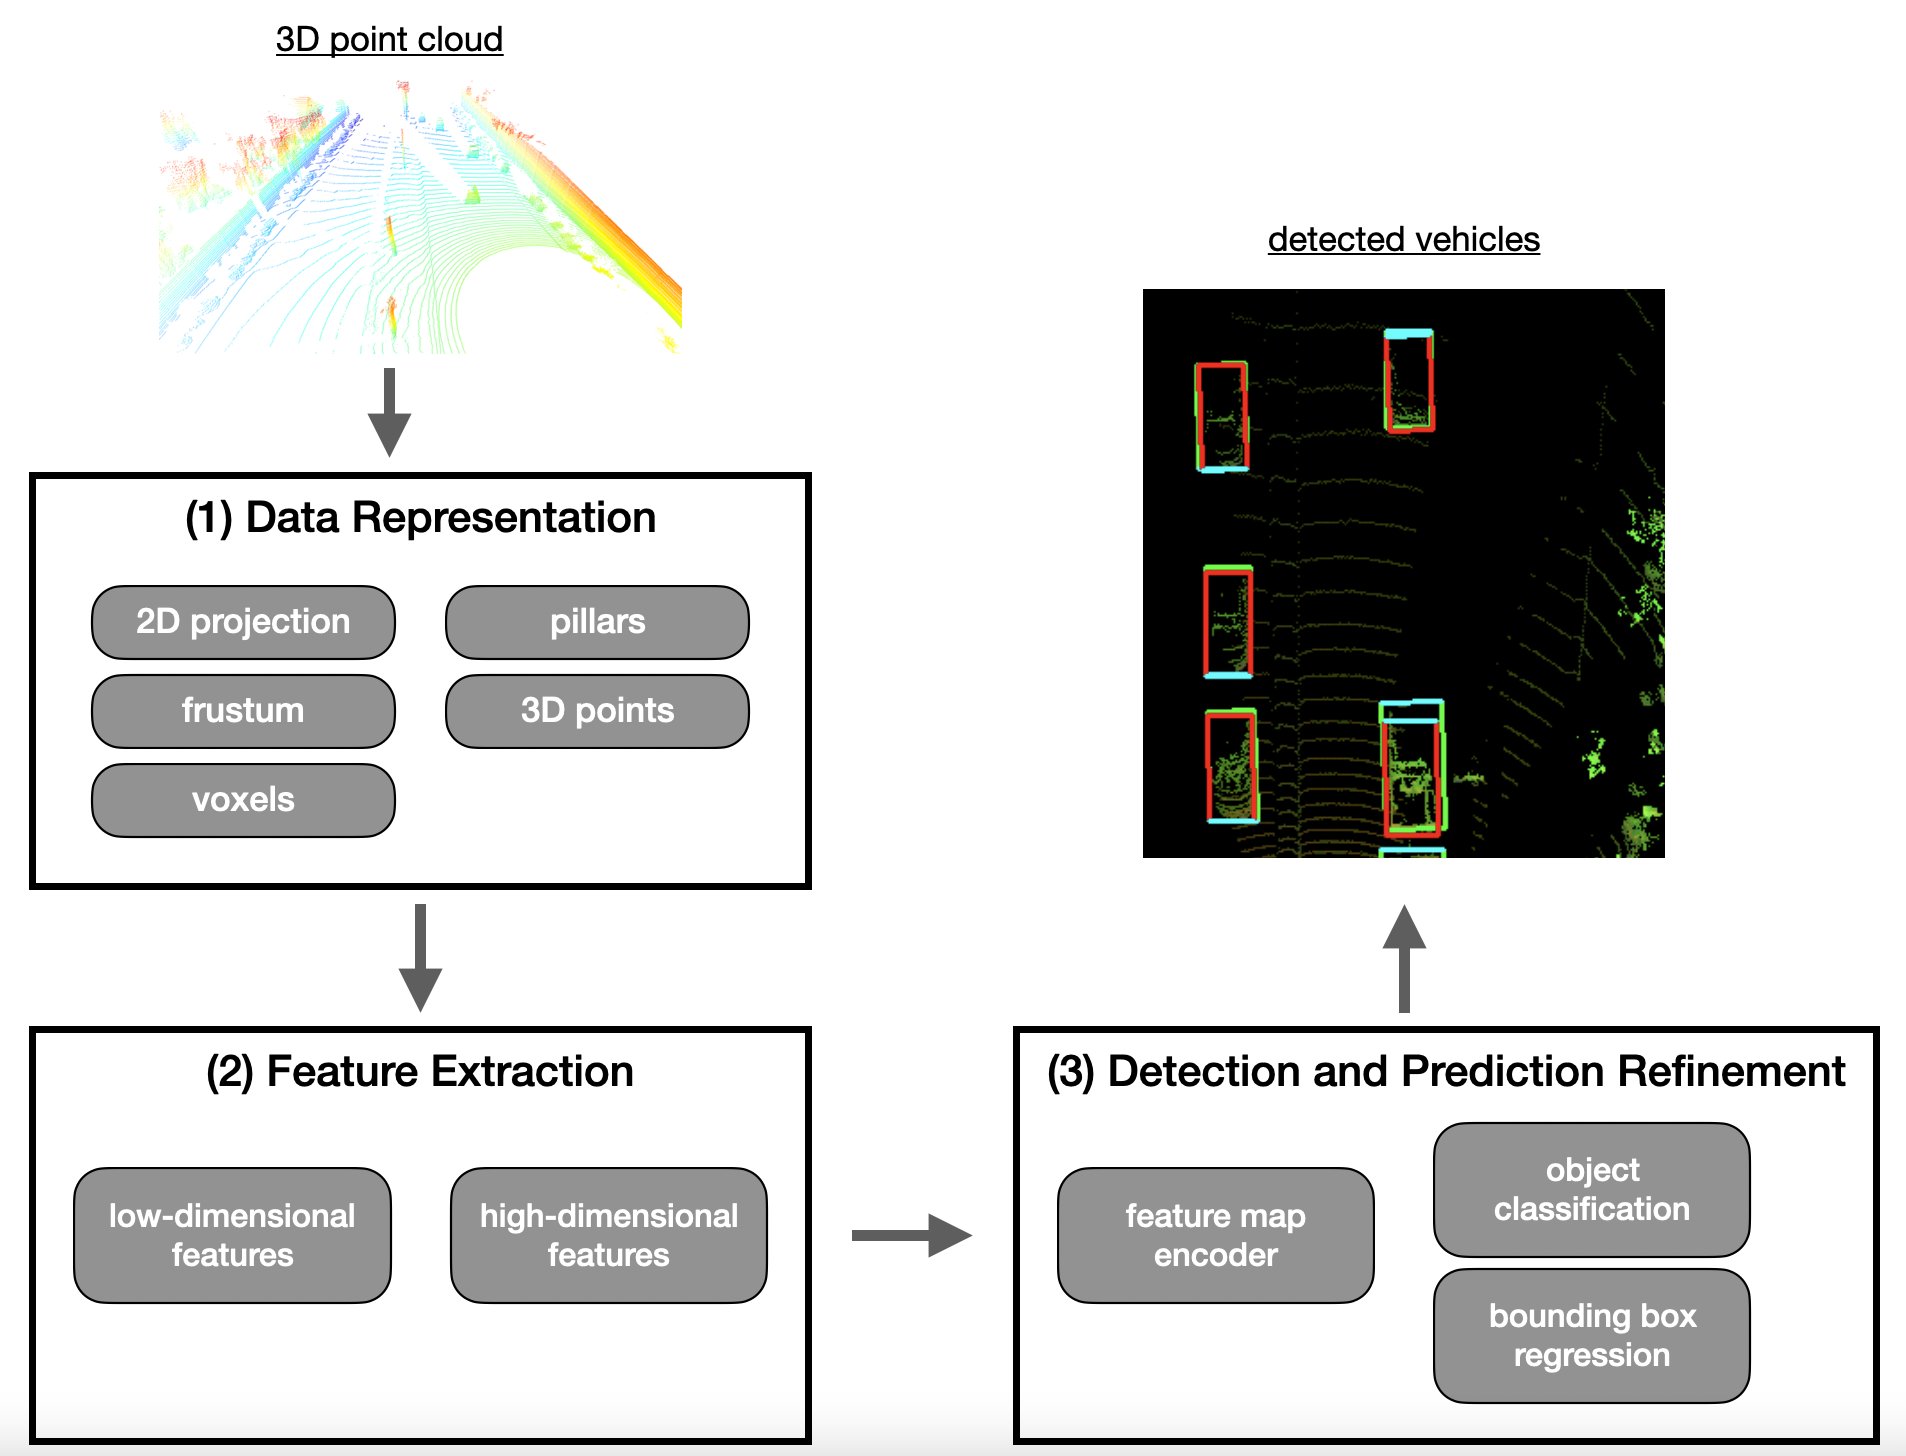 3D point cloud
(1) Data Representation
2D projection
pillars
frustum
3D points
voxels
(2) Feature Extraction
low-dimensional
features
high-dimensional
features
(3) Detection and Prediction Refinement
feature map
encoder
object
classification
bounding box
regression
detected vehicles